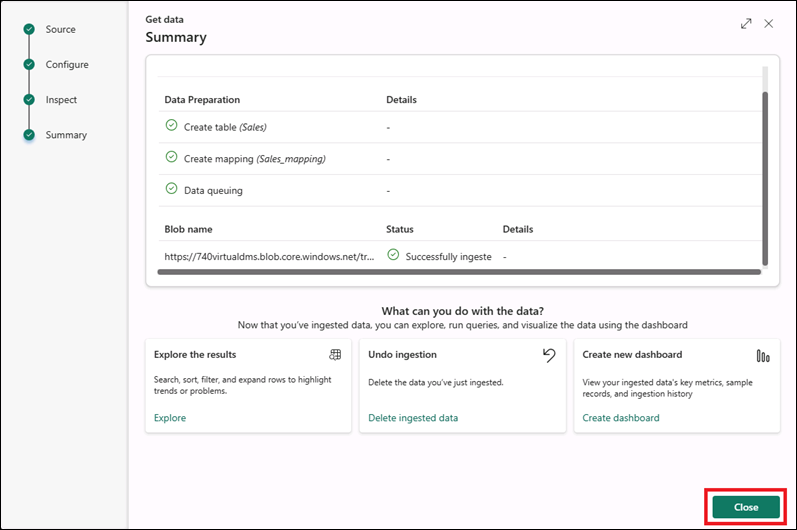 Source
Configure
Inspect
Summary
Get data
Summary
Data Preparation Details
Create table (Sales) -
Create mapping (Sales_mapping) -
Data queuing -
Blob name Status Details
https://740virtualdms.blob.core.windows.net/tr... Successfully ingeste -
What can you do with the data?
Now that you've ingested data, you can explore, run queries, and visualize the data using the dashboard
Explore the results
Search, sort, filter, and expand rows to highlight
trends or problems.
Explore
Undo ingestion
Delete the data you've just ingested.
Delete ingested data
Create new dashboard
View your ingested data's key metrics, sample
records, and ingestion history
Create dashboard
Close